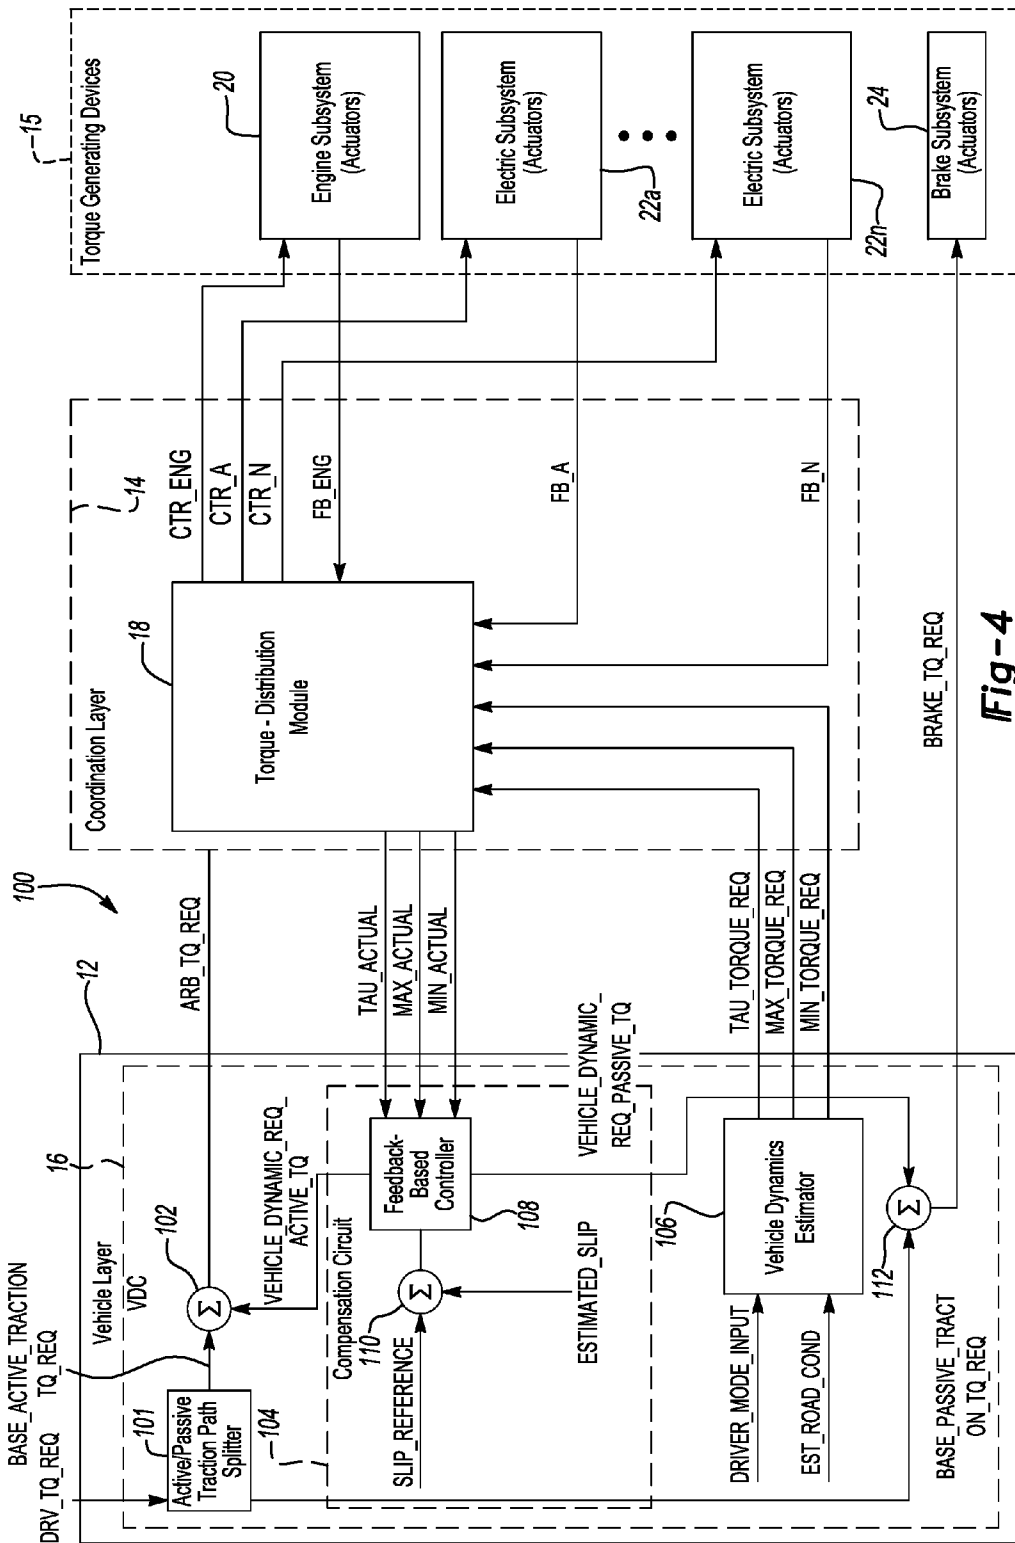 100
12
Vehicle Layer
16
VDC
BASE_ACTIVE_TRACTION
TQ_REQ
DRV_TQ_REQ
101
Active/Passive
Traction Path
Splitter
102
Σ
ARB_TQ_REQ
VEHICLE_DYNAMIC_REQ_
ACTIVE_TQ
104
Compensation Circuit
110
Σ
SLIP_REFERENCE
ESTIMATED_SLIP
Feedback-
Based
Controller
108
TAU_ACTUAL
MAX_ACTUAL
MIN_ACTUAL
VEHICLE_DYNAMIC_
REQ_PASSIVE_TQ
106
Vehicle Dynamics
Estimator
DRIVER_MODE_INPUT
EST_ROAD_COND
TAU_TORQUE_REQ
MAX_TORQUE_REQ
MIN_TORQUE_REQ
112
Σ
BASE_PASSIVE_TRACT
ON_TQ_REQ
BRAKE_TQ_REQ
Coordination Layer
14
18
Torque - Distribution
Module
CTR_ENG
CTR_A
CTR_N
FB_ENG
FB_A
FB_N
15
Torque Generating Devices
20
Engine Subsystem
(Actuators)
Electric Subsystem
(Actuators)
22a
Electric Subsystem
(Actuators)
22n
24
Brake Subsystem
(Actuators)
Fig-4